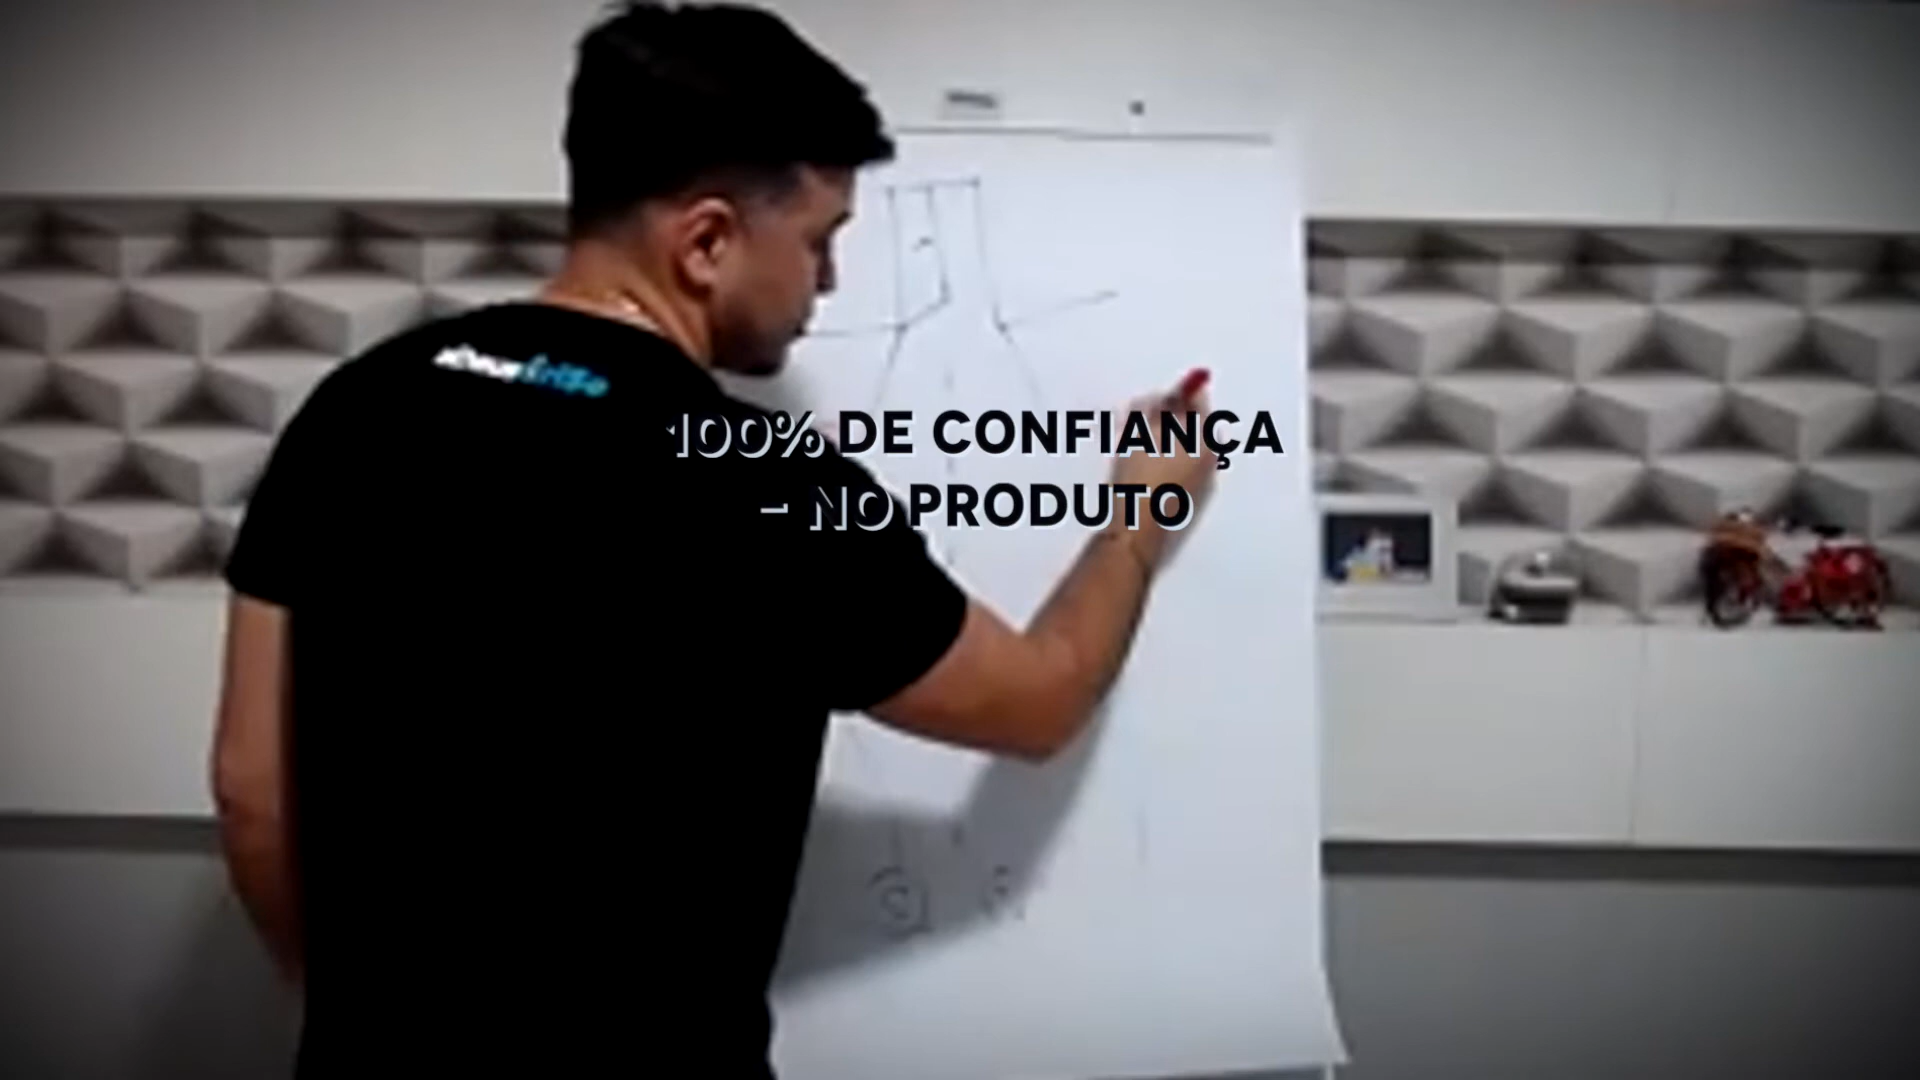 100% DE CONFIANÇA
– NO PRODUTO